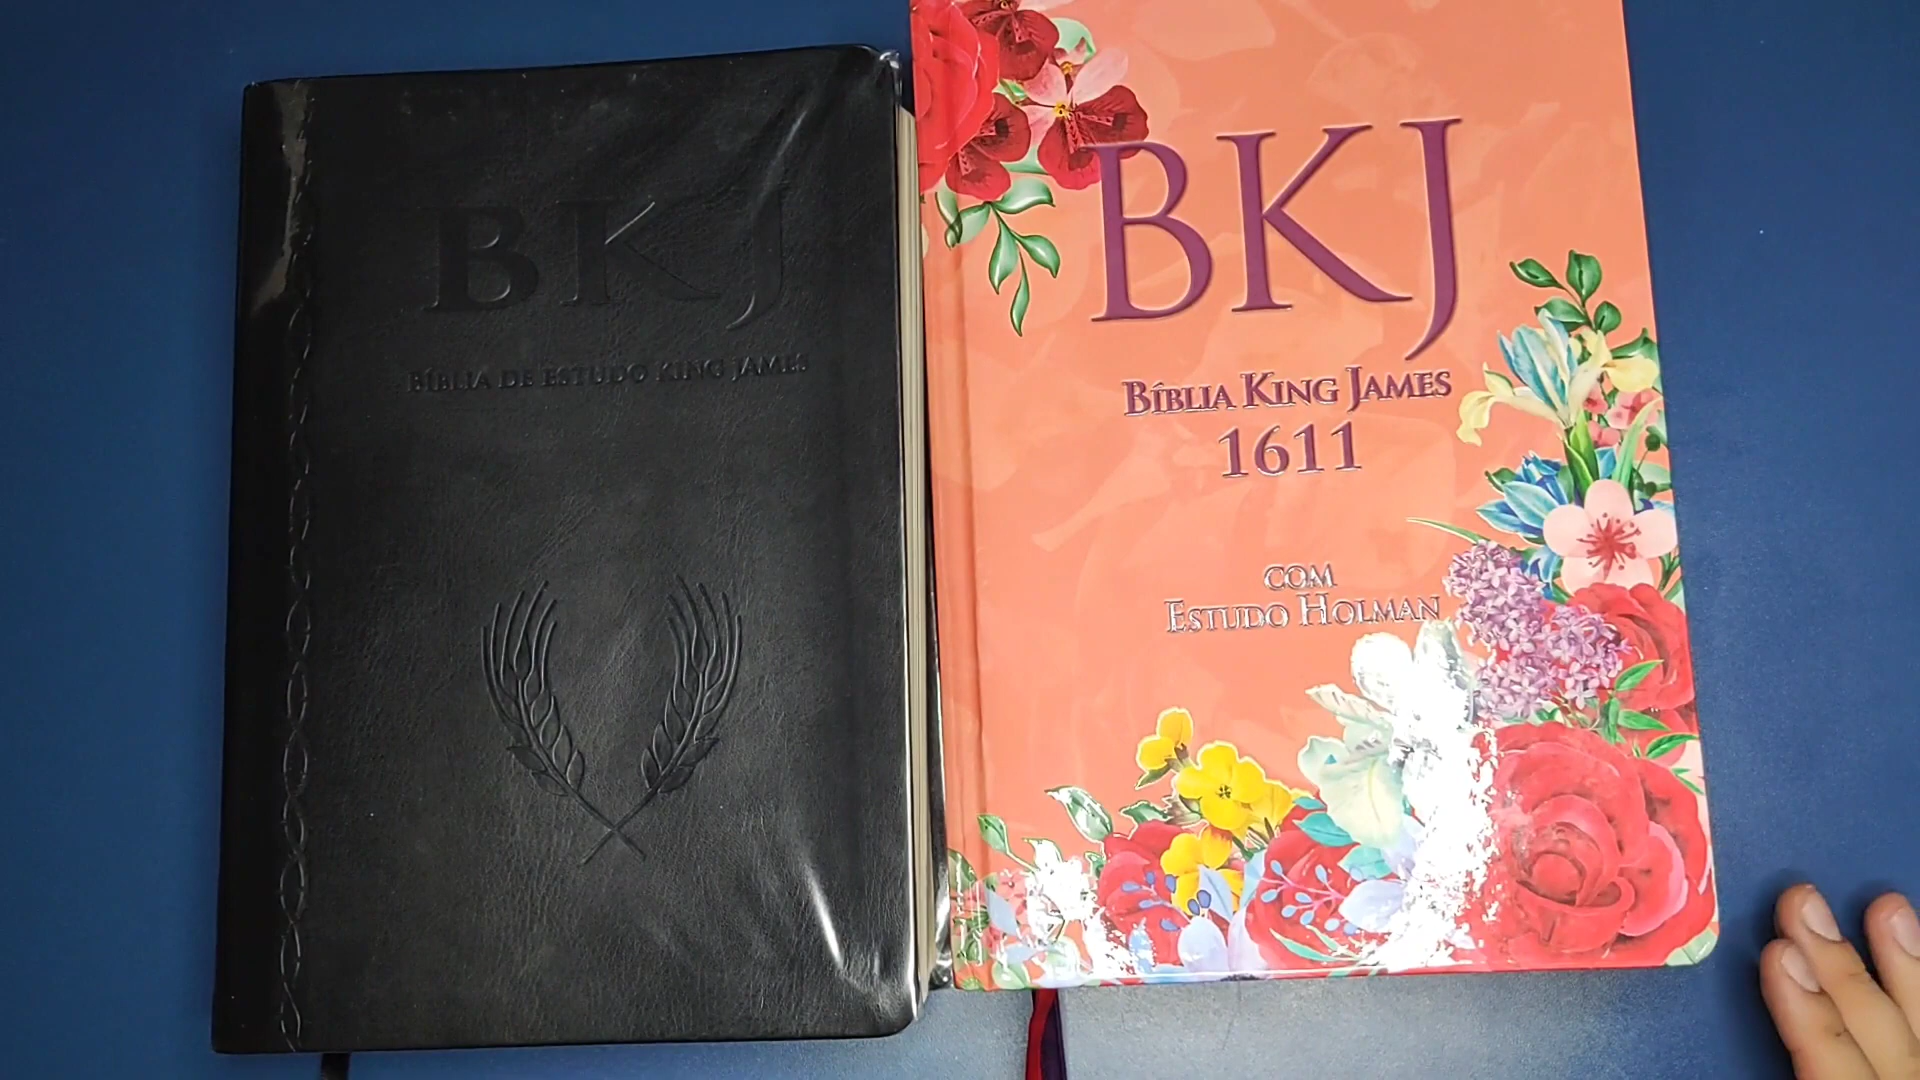 BKJ
BÍBLIA DE ESTUDO KING JAMES
BKJ
BÍBLIA KING JAMES
1611
COM
ESTUDO HOLMAN